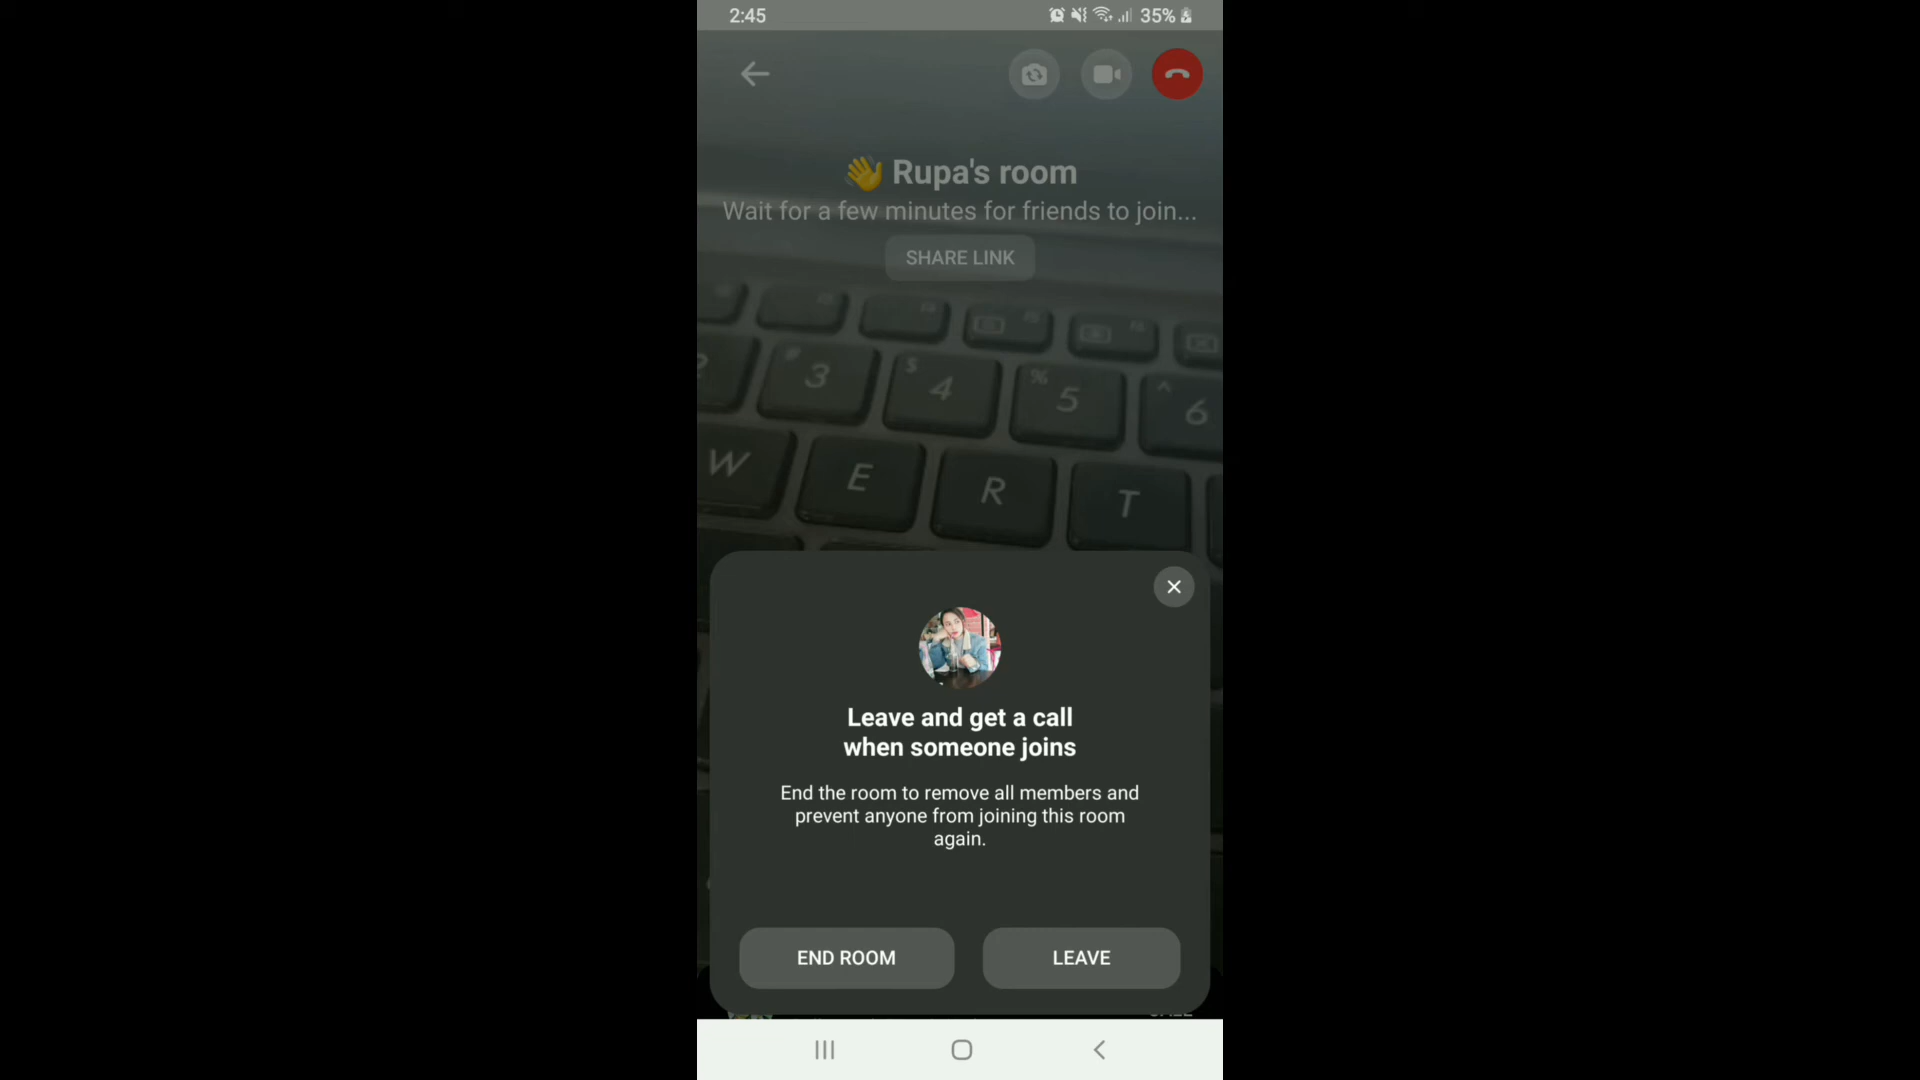 2:45
35%
👋 Rupa's room
Wait for a few minutes for friends to join...
SHARE LINK
# 3
$ 4
% 5
^ 6
W
E
R
T
Leave and get a call
when someone joins
End the room to remove all members and
prevent anyone from joining this room
again.
END ROOM
LEAVE